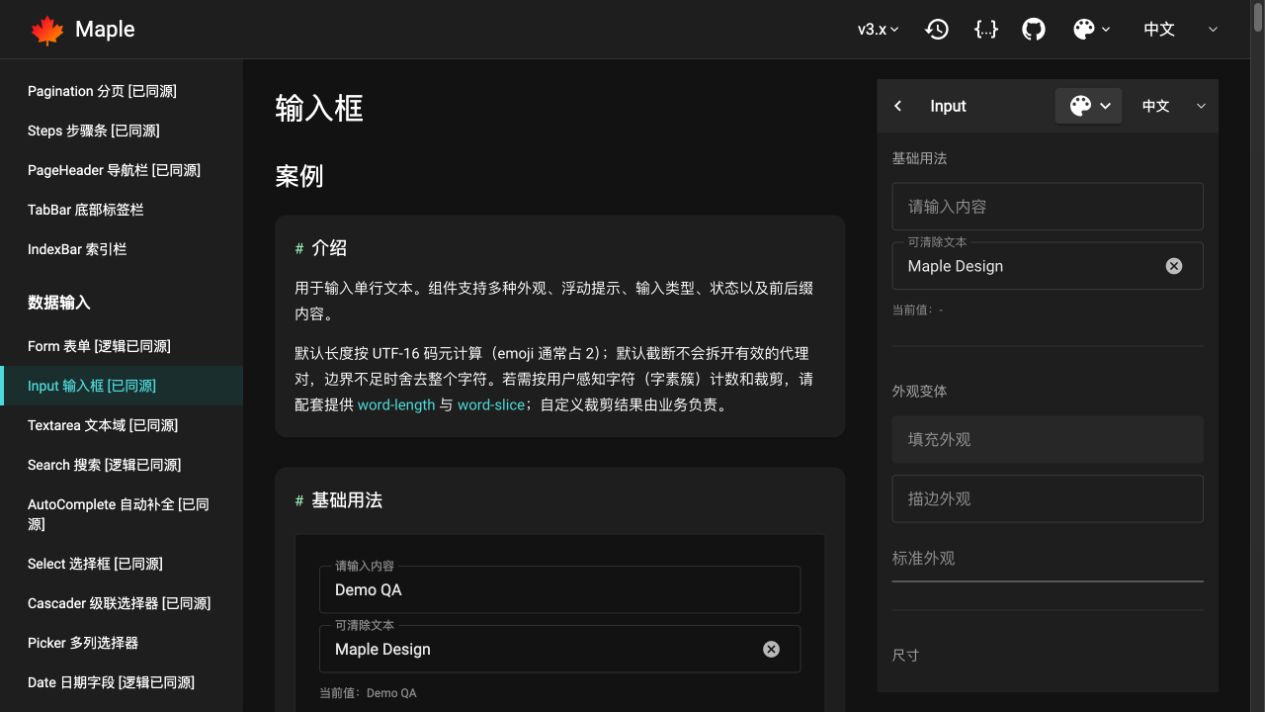 Maple
v3.x
{...}
中文
Pagination 分页 [已同源]
Steps 步骤条 [已同源]
PageHeader 导航栏 [已同源]
TabBar 底部标签栏
IndexBar 索引栏
数据输入
Form 表单 [逻辑已同源]
Input 输入框 [已同源]
Textarea 文本域 [已同源]
Search 搜索 [逻辑已同源]
AutoComplete 自动补全 [已同
源]
Select 选择框 [已同源]
Cascader 级联选择器 [已同源]
Picker 多列选择器
Date 日期字段 [逻辑已同源]
输入框
案例
# 介绍
用于输入单行文本。组件支持多种外观、浮动提示、输入类型、状态以及前后缀
内容。
默认长度按 UTF-16 码元计算（emoji 通常占 2）；默认截断不会拆开有效的代理
对，边界不足时舍去整个字符。若需按用户感知字符（字素簇）计数和裁剪，请
配套提供 word-length 与 word-slice；自定义裁剪结果由业务负责。
# 基础用法
请输入内容
Demo QA
可清除文本
Maple Design
当前值：Demo QA
Input
中文
基础用法
请输入内容
可清除文本
Maple Design
当前值：-
外观变体
填充外观
描边外观
标准外观
尺寸